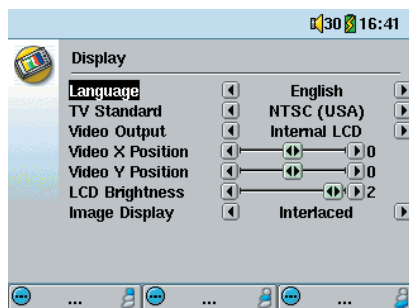 30 16:41
Display
Language English
TV Standard NTSC (USA)
Video Output Internal LCD
Video X Position 0
Video Y Position 0
LCD Brightness 2
Image Display Interlaced
... ... ...